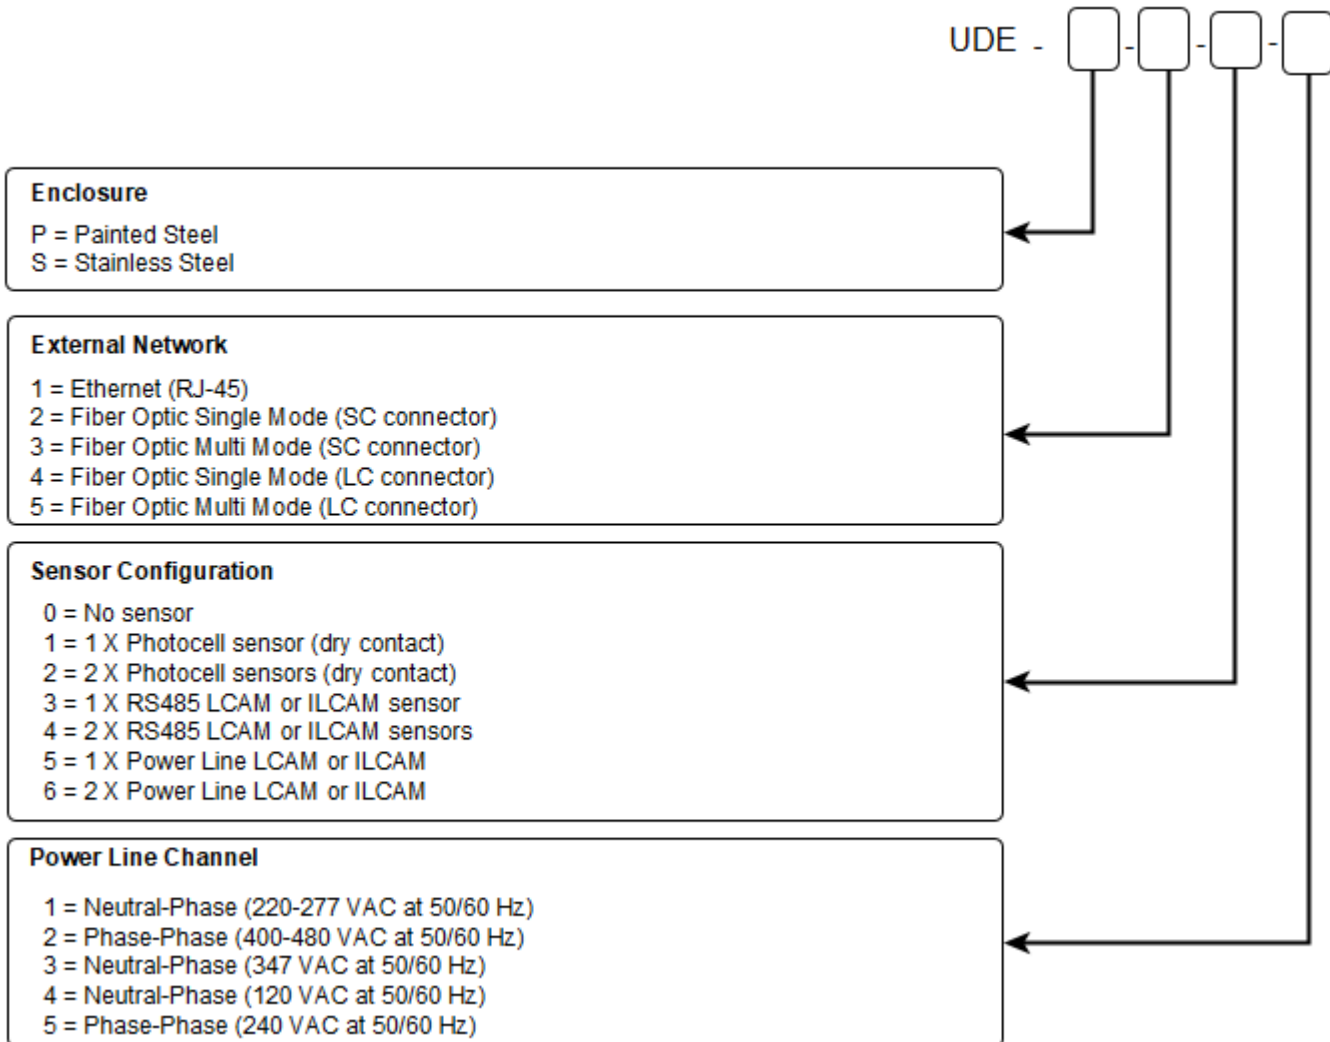 UDE - - - -
Enclosure
P = Painted Steel
S = Stainless Steel
External Network
1 = Ethernet (RJ-45)
2 = Fiber Optic Single Mode (SC connector)
3 = Fiber Optic Multi Mode (SC connector)
4 = Fiber Optic Single Mode (LC connector)
5 = Fiber Optic Multi Mode (LC connector)
Sensor Configuration
0 = No sensor
1 = 1 X Photocell sensor (dry contact)
2 = 2 X Photocell sensors (dry contact)
3 = 1 X RS485 LCAM or ILCAM sensor
4 = 2 X RS485 LCAM or ILCAM sensors
5 = 1 X Power Line LCAM or ILCAM
6 = 2 X Power Line LCAM or ILCAM
Power Line Channel
1 = Neutral-Phase (220-277 VAC at 50/60 Hz)
2 = Phase-Phase (400-480 VAC at 50/60 Hz)
3 = Neutral-Phase (347 VAC at 50/60 Hz)
4 = Neutral-Phase (120 VAC at 50/60 Hz)
5 = Phase-Phase (240 VAC at 50/60 Hz)